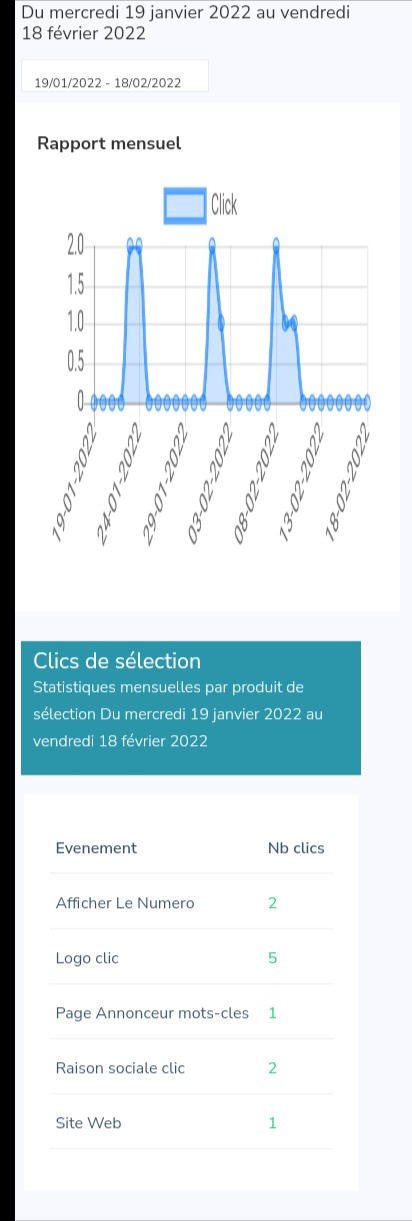 Du mercredi 19 janvier 2022 au vendredi
18 février 2022
19/01/2022 - 18/02/2022
Rapport mensuel
Click
2.0
1.5
1.0
0.5
0
19-01-2022
24-01-2022
29-01-2022
03-02-2022
08-02-2022
13-02-2022
18-02-2022
Clics de sélection
Statistiques mensuelles par produit de
sélection Du mercredi 19 janvier 2022 au
vendredi 18 février 2022
Evenement Nb clics
Afficher Le Numero 2
Logo clic 5
Page Annonceur mots-cles 1
Raison sociale clic 2
Site Web 1